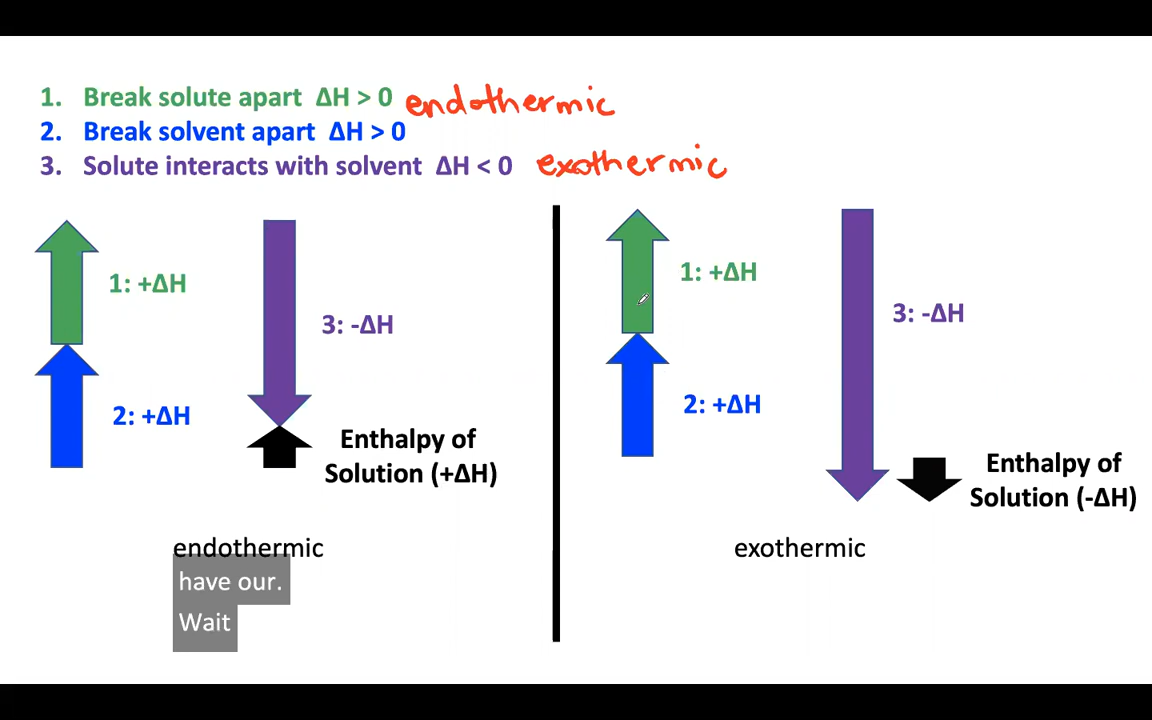 1. Break solute apart ΔH > 0 endothermic
2. Break solvent apart ΔH > 0
3. Solute interacts with solvent ΔH < 0 exothermic
1: +ΔH
3: -ΔH
2: +ΔH
Enthalpy of
Solution (+ΔH)
endothermic
1: +ΔH
3: -ΔH
2: +ΔH
Enthalpy of
Solution (-ΔH)
exothermic
have our.
Wait